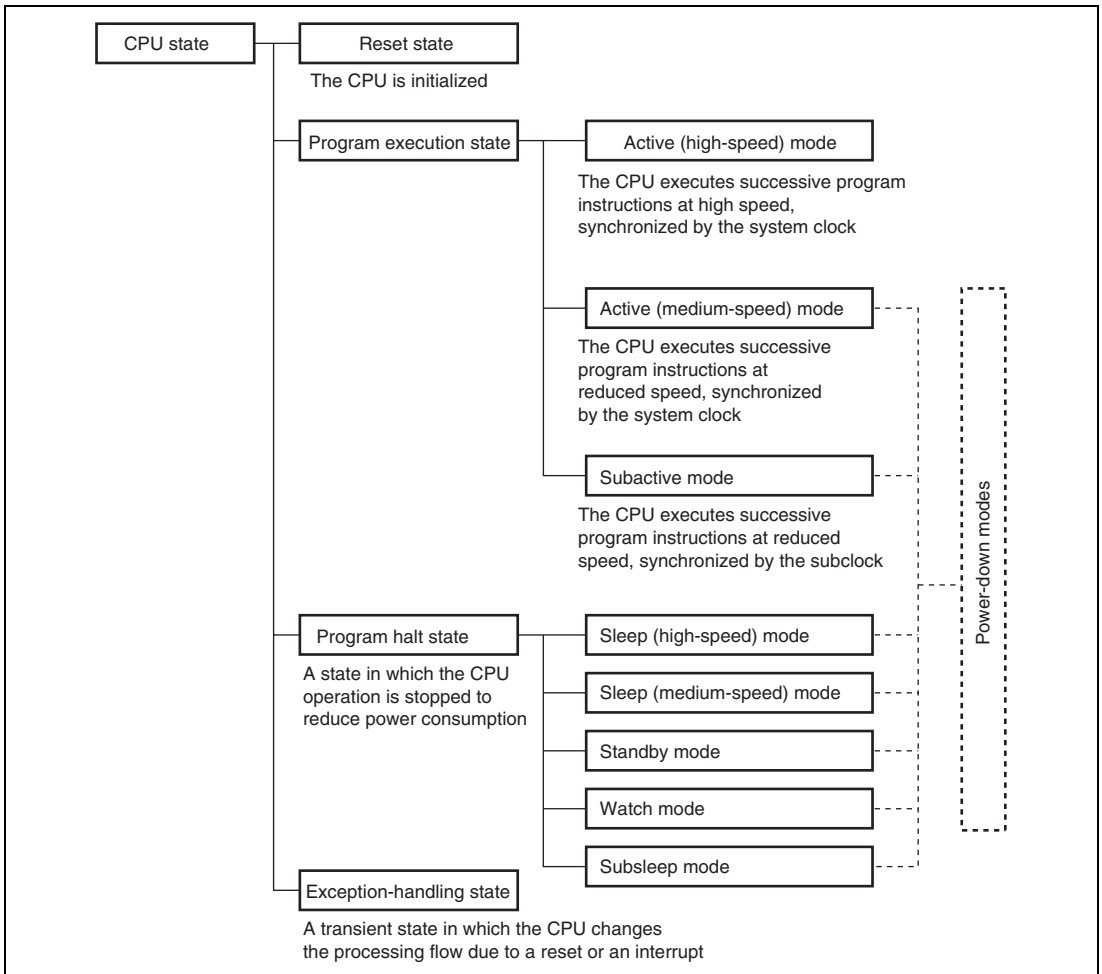 CPU state
Reset state
The CPU is initialized
Program execution state
Active (high-speed) mode
The CPU executes successive program
instructions at high speed,
synchronized by the system clock
Active (medium-speed) mode
The CPU executes successive
program instructions at
reduced speed, synchronized
by the system clock
Subactive mode
The CPU executes successive
program instructions at reduced
speed, synchronized by the subclock
Power-down modes
Program halt state
A state in which the CPU
operation is stopped to
reduce power consumption
Sleep (high-speed) mode
Sleep (medium-speed) mode
Standby mode
Watch mode
Subsleep mode
Exception-handling state
A transient state in which the CPU changes
the processing flow due to a reset or an interrupt